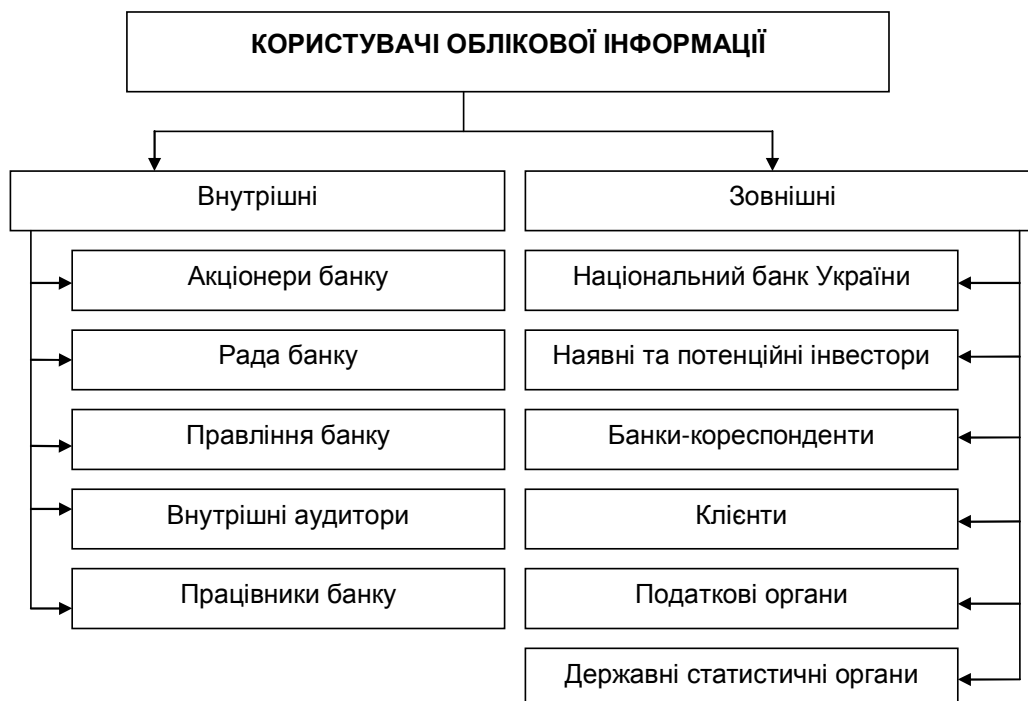 КОРИСТУВАЧІ ОБЛІКОВОЇ ІНФОРМАЦІЇ
Внутрішні
Акціонери банку
Рада банку
Правління банку
Внутрішні аудитори
Працівники банку
Зовнішні
Національний банк України
Наявні та потенційні інвестори
Банки-кореспонденти
Клієнти
Податкові органи
Державні статистичні органи